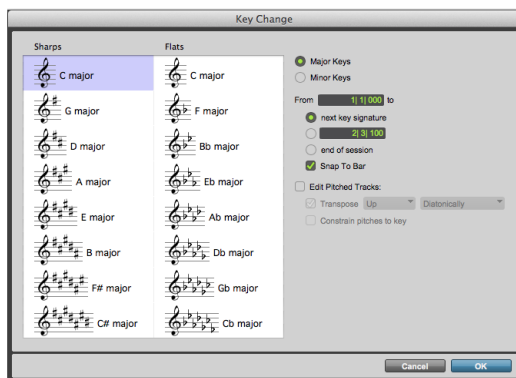 Key Change
Sharps Flats
C major C major
G major F major
D major Bb major
A major Eb major
E major Ab major
B major Db major
F# major Gb major
C# major Cb major
Major Keys
Minor Keys
From 1| 1| 000 to
next key signature
2| 3| 100
end of session
Snap To Bar
Edit Pitched Tracks:
Transpose Up Diatonically
Constrain pitches to key
Cancel OK